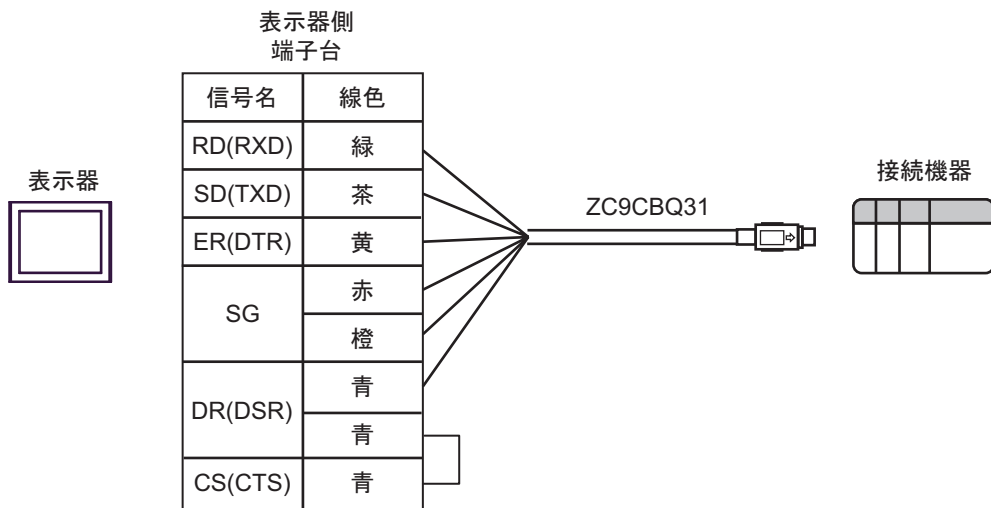 表示器側
端子台
信号名 線色
RD(RXD) 緑
SD(TXD) 茶
ER(DTR) 黄
SG 赤
橙
DR(DSR) 青
青
CS(CTS) 青
表示器
ZC9CBQ31
接続機器